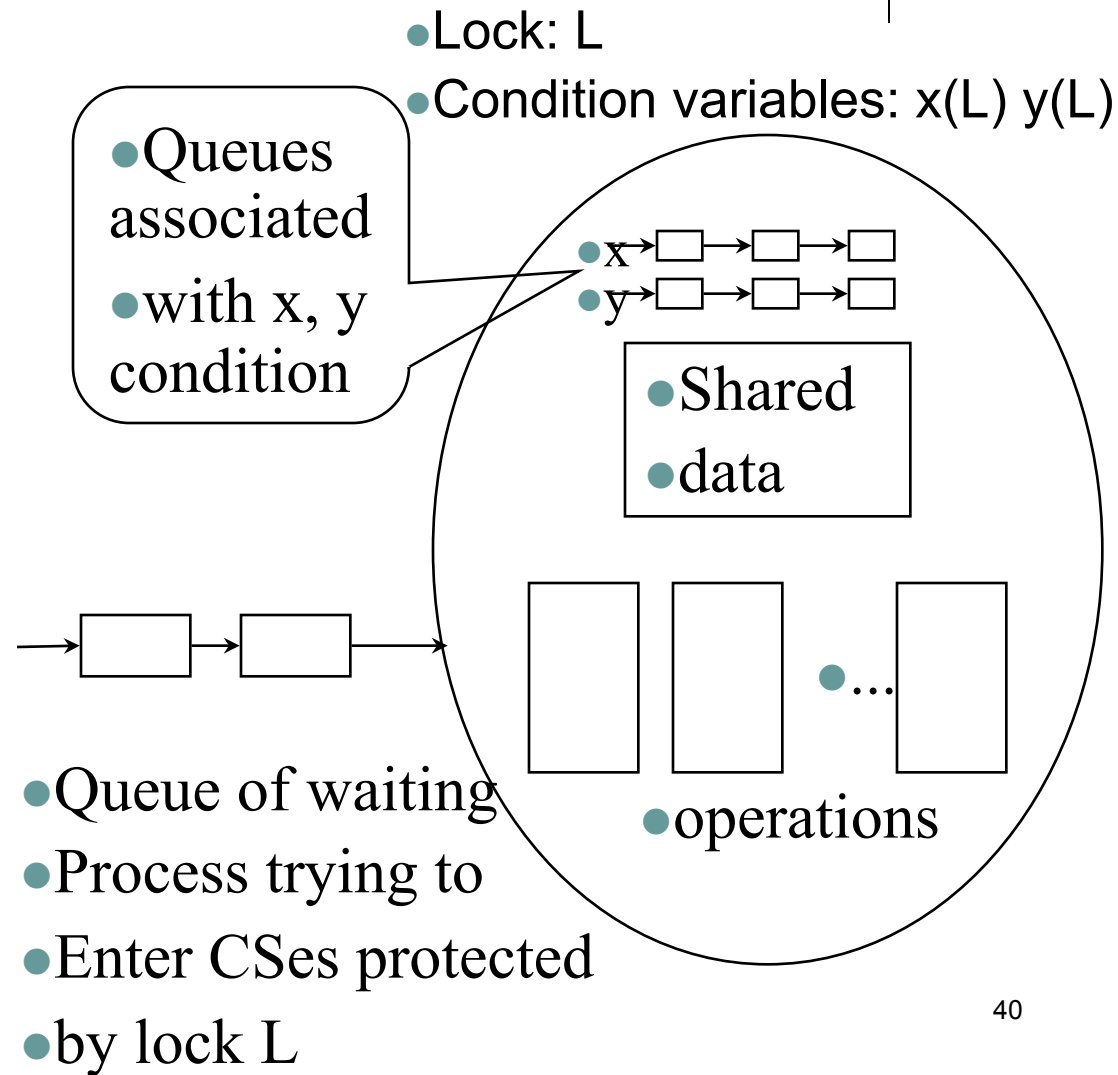 ●Lock: L
●Condition variables: x(L) y(L)
●Queues
associated
●with x, y
condition
●x
●y
●Shared
●data
●...
●operations
●Queue of waiting
●Process trying to
●Enter CSes protected
●by lock L
40